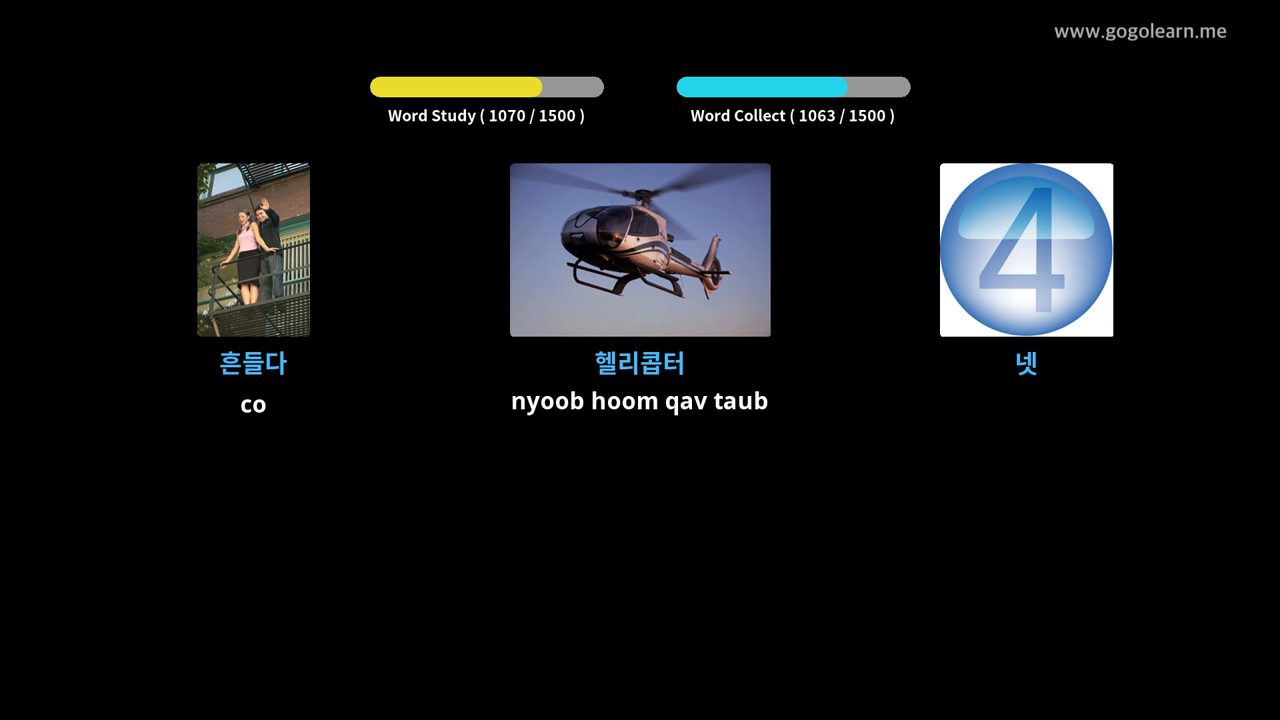 www.gogolearn.me
Word Study ( 1070 / 1500 )
Word Collect ( 1063 / 1500 )
4
흔들다
헬리콥터
넷
co
nyoob hoom qav taub